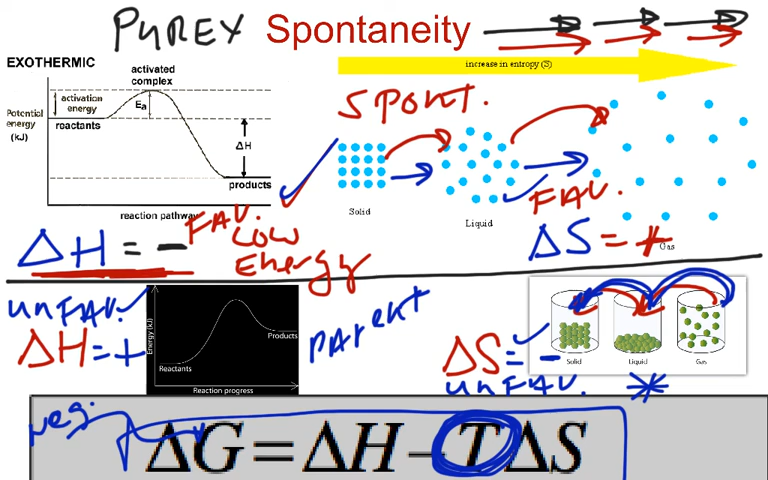 PUREX Spontaneity
EXOTHERMIC
increase in entropy (S)
activated
complex
activation
energy
Ea
Potential
energy
(kJ)
reactants
ΔH
products
reaction pathway
SPONT.
Solid
Liquid
Gas
FAV.
ΔH = -
FAV.
LOW
Energy
ΔS = +
unFAV.
ΔH = +
Energy (kJ)
Products
Reactants
Reaction progress
PArent
Solid
Liquid
Gas
ΔS = -
unFAV.
neg.
ΔG = ΔH – TΔS